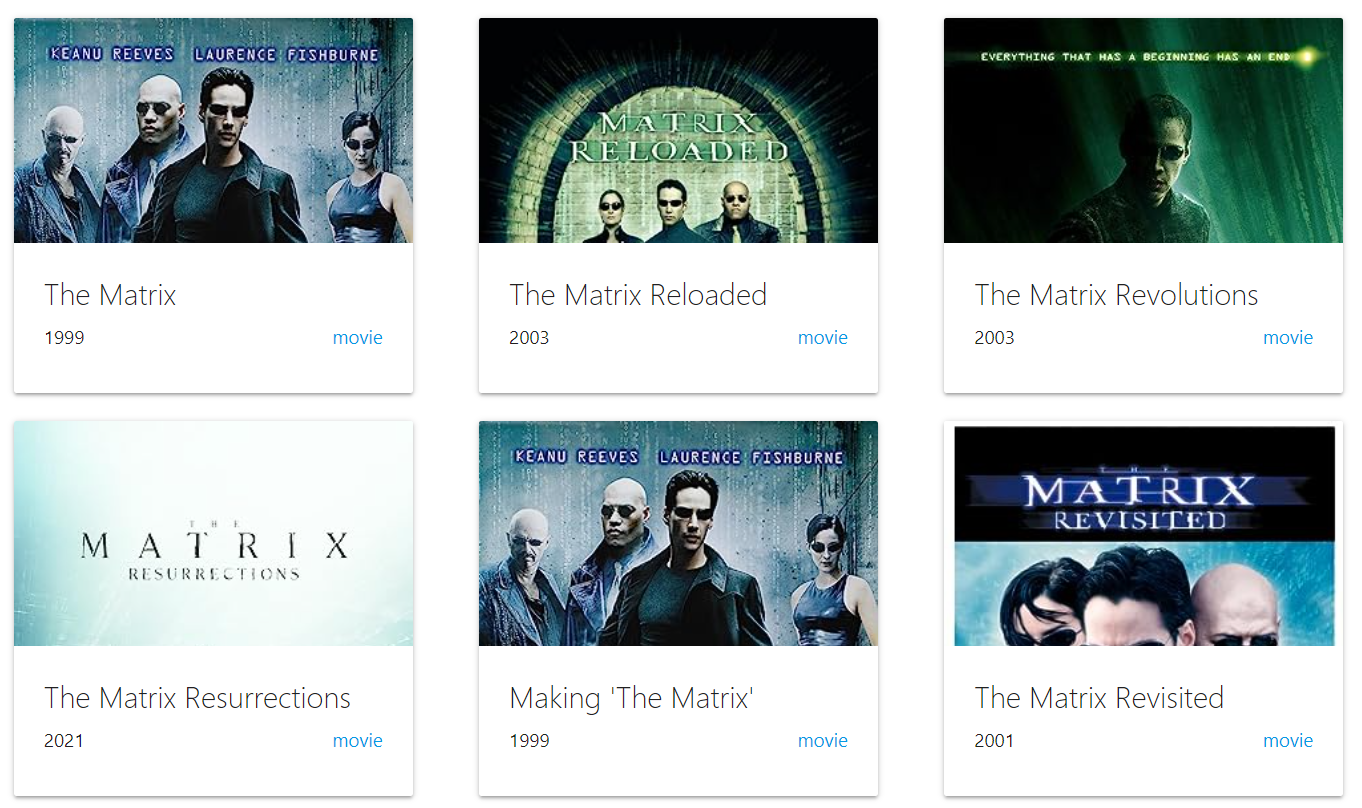 KEANU REEVES LAURENCE FISHBURNE
The Matrix
1999 movie
MATRIX
RELOADED
The Matrix Reloaded
2003 movie
EVERYTHING THAT HAS A BEGINNING HAS AN END
The Matrix Revolutions
2003 movie
THE
MATRIX
RESURRECTIONS
The Matrix Resurrections
2021 movie
KEANU REEVES LAURENCE FISHBURNE
Making 'The Matrix'
1999 movie
THE
MATRIX
REVISITED
The Matrix Revisited
2001 movie